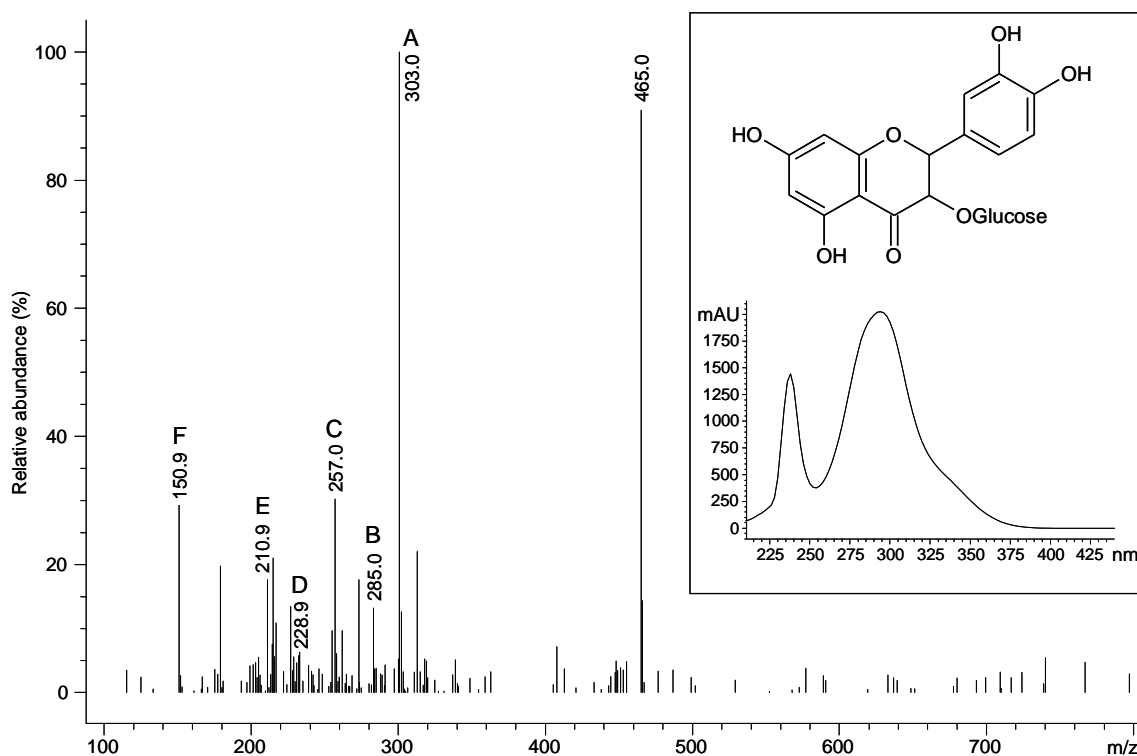 Relative abundance (%)
100
80
60
40
20
0
100
200
300
400
500
600
700
m/z
F
150.9
E
210.9
D
228.9
C
257.0
B
285.0
A
303.0
465.0
OH
OH
HO
O
OGlucose
OH
O
mAU
1750
1500
1250
1000
750
500
250
0
225
250
275
300
325
350
375
400
425
nm